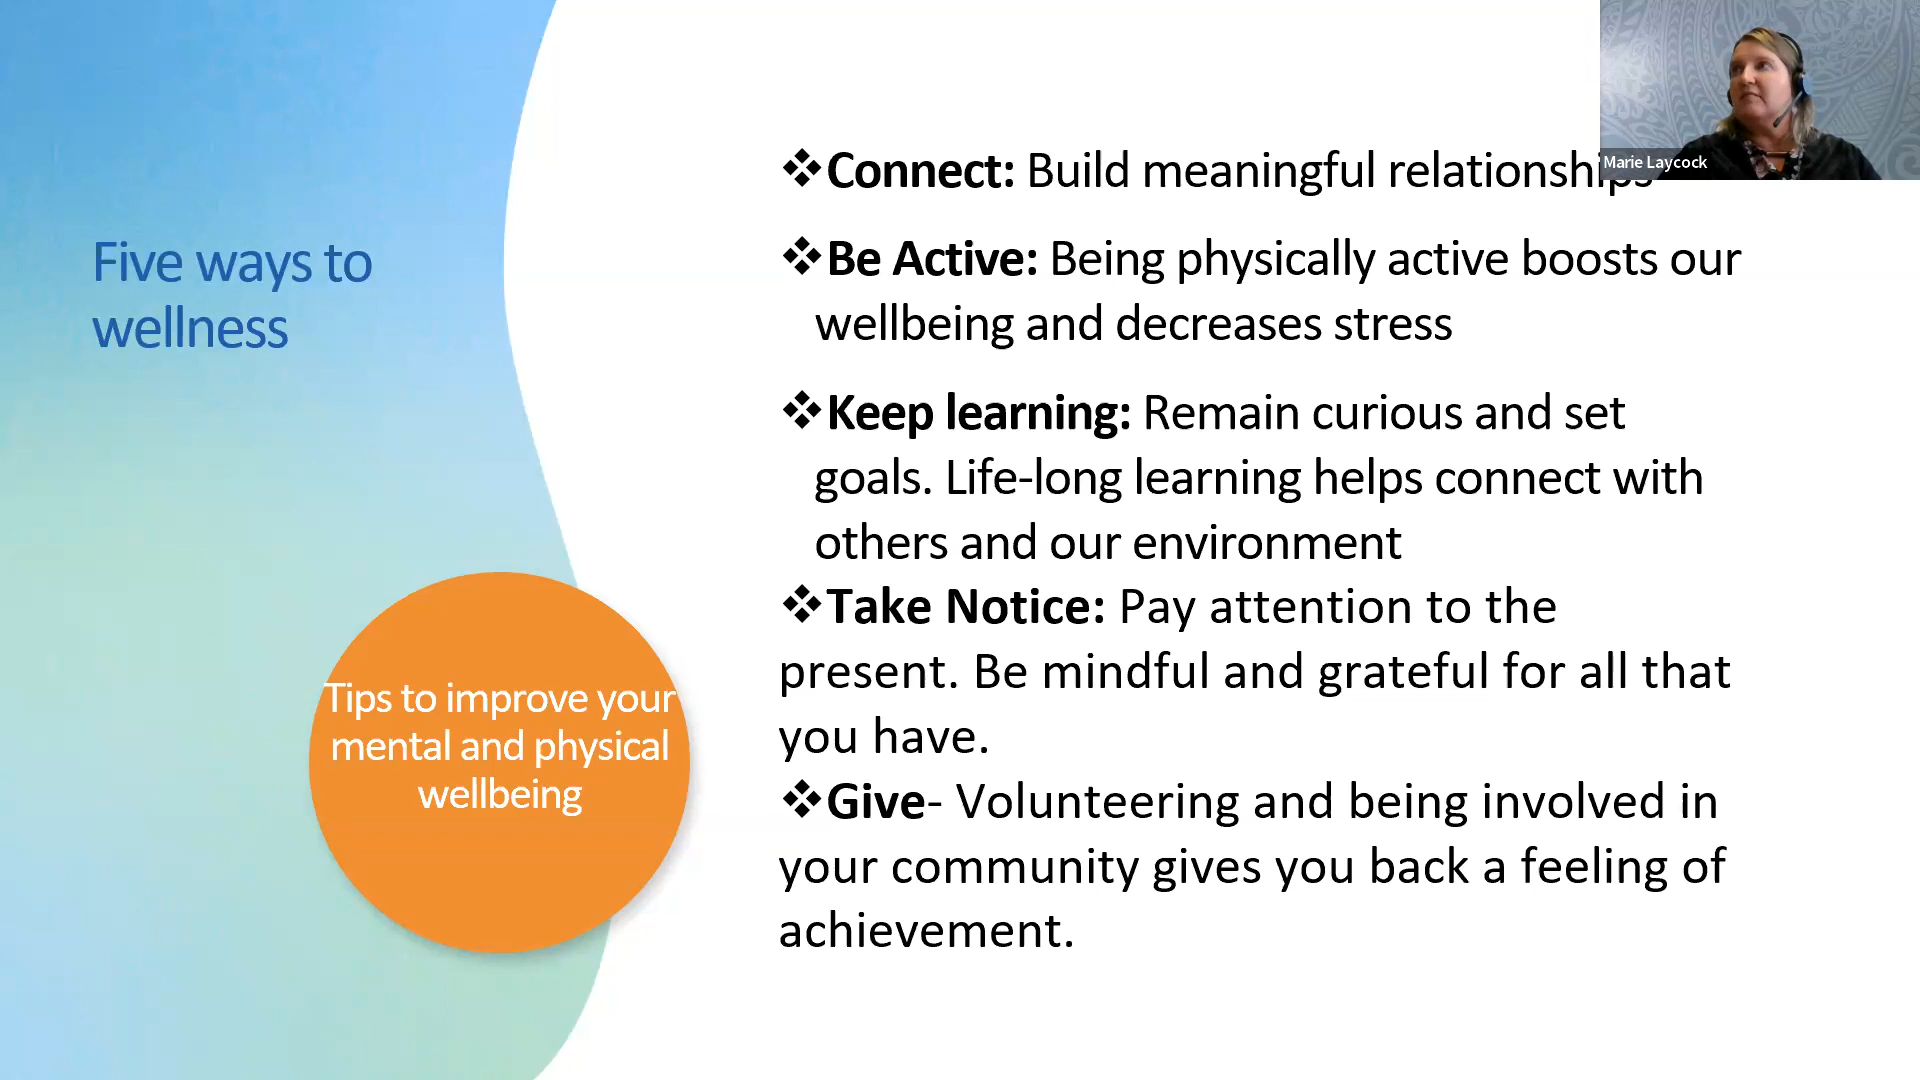 Five ways to
wellness
Tips to improve your
mental and physical
wellbeing
❖Connect: Build meaningful relationships
❖Be Active: Being physically active boosts our
wellbeing and decreases stress
❖Keep learning: Remain curious and set
goals. Life-long learning helps connect with
others and our environment
❖Take Notice: Pay attention to the
present. Be mindful and grateful for all that
you have.
❖Give- Volunteering and being involved in
your community gives you back a feeling of
achievement.
Marie Laycock